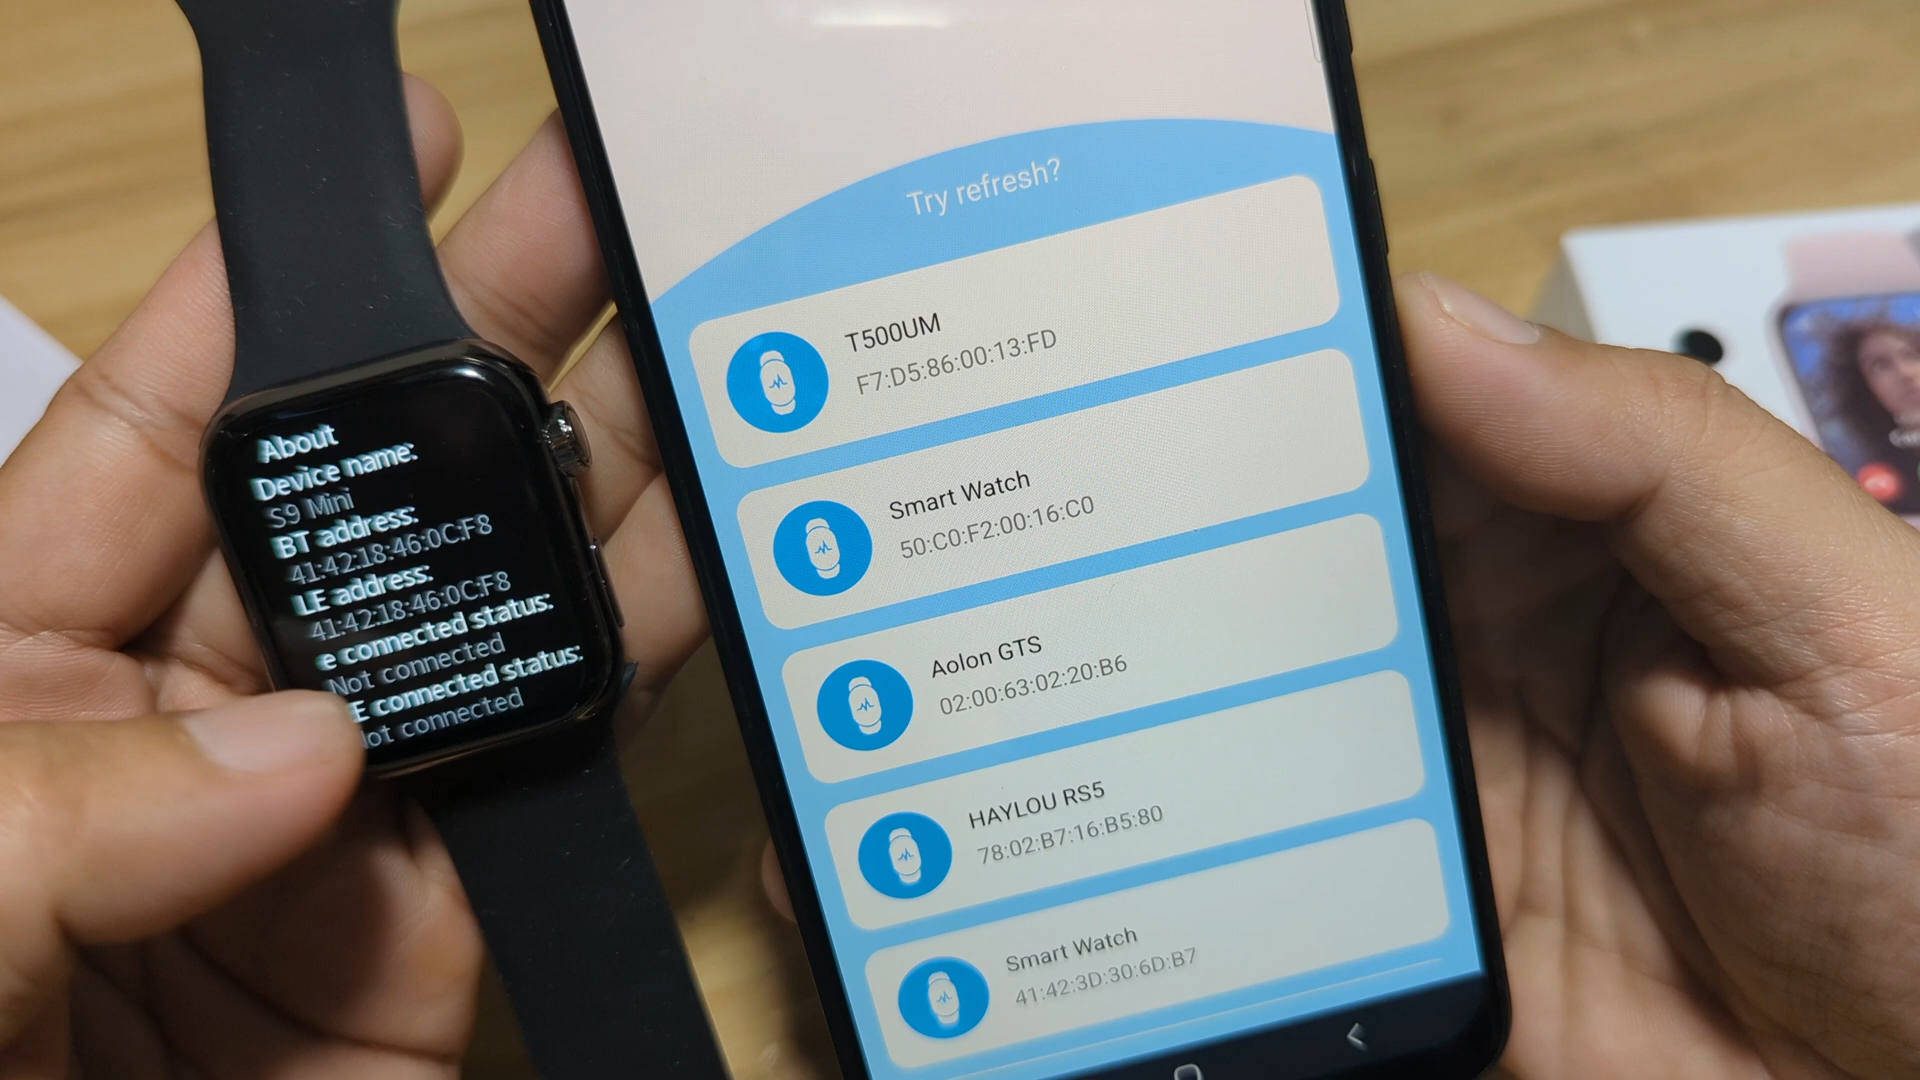 About
Device name:
S9 Mini
BT address:
41:42:18:46:0C:F8
LE address:
41:42:18:46:0C:F8
e connected status:
Not connected
E connected status:
ot connected
Try refresh?
T500UM
F7:D5:86:00:13:FD
Smart Watch
50:C0:F2:00:16:C0
Aolon GTS
02:00:63:02:20:B6
HAYLOU RS5
78:02:B7:16:B5:80
Smart Watch
41:42:3D:30:6D:B7